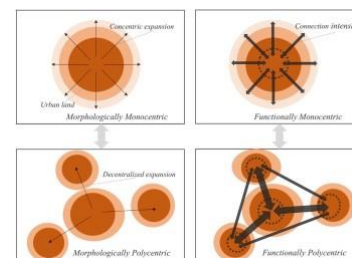 Concentric expansion
Urban land
Morphologically Monocentric
Connection intensi
Functionally Monocentric
Decentralized expansion
Morphologically Polycentric
Functionally Polycentric